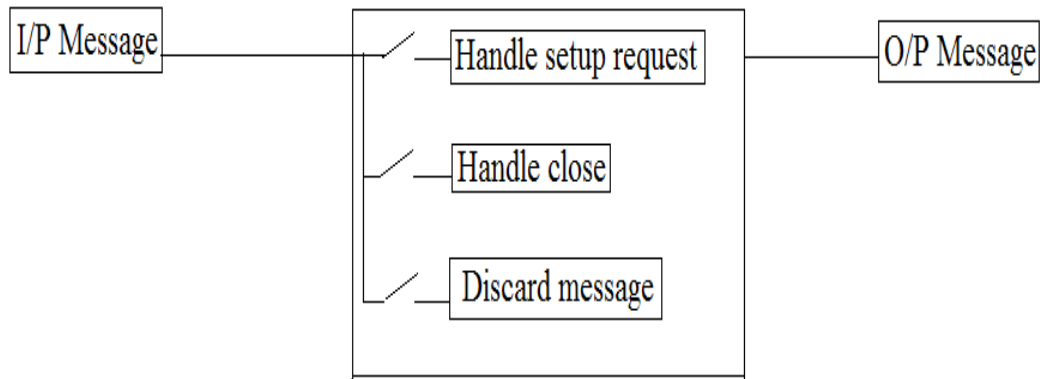 I/P Message
Handle setup request
O/P Message
Handle close
Discard message